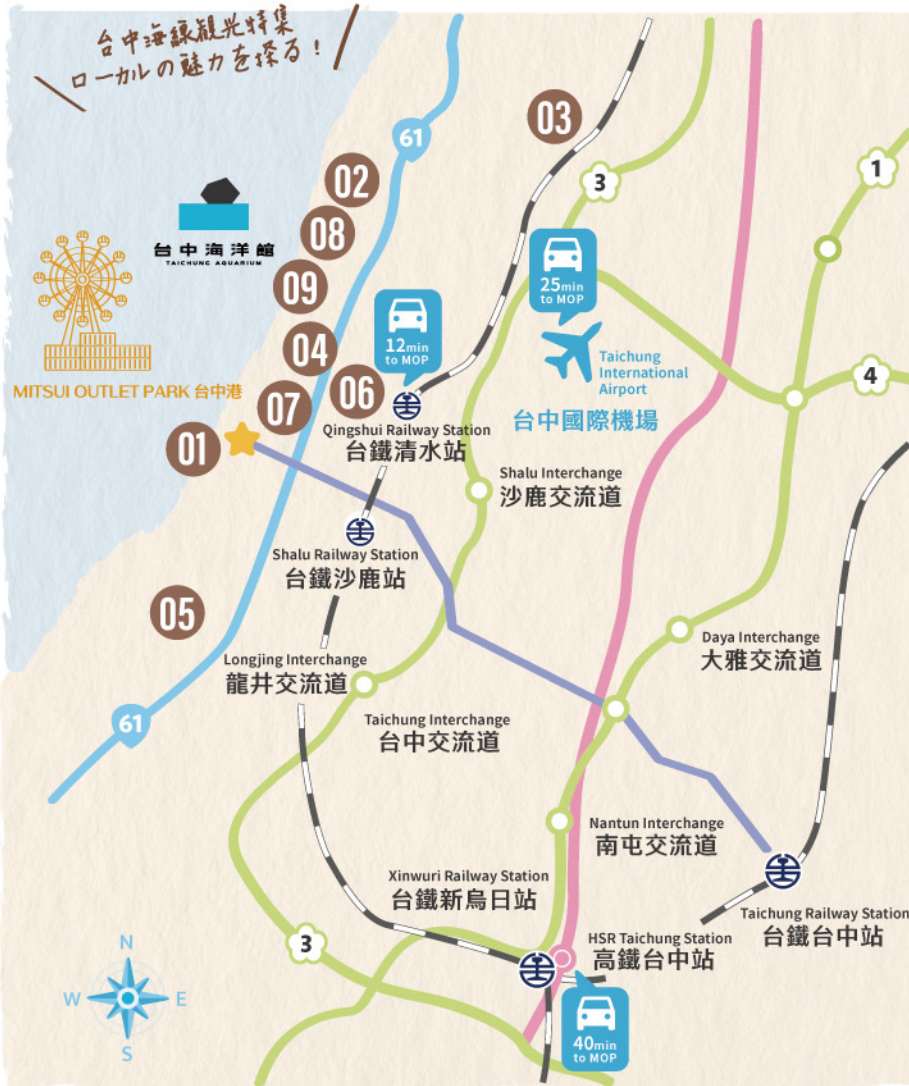 台中海線観光特集
ローカルの魅力を探る!
61
03
3
1
02
08
台中海洋館
TAICHUNG AQUARIUM
09
25min
to MOP
12min
to MOP
04
Taichung
International
Airport
台中國際機場
4
MITSUI OUTLET PARK 台中港
06
07
01
Qingshui Railway Station
台鐵清水站
Shalu Interchange
沙鹿交流道
Shalu Railway Station
台鐵沙鹿站
05
Daya Interchange
大雅交流道
Longjing Interchange
龍井交流道
61
Taichung Interchange
台中交流道
Nantun Interchange
南屯交流道
Xinwuri Railway Station
台鐵新烏日站
Taichung Railway Station
台鐵台中站
HSR Taichung Station
高鐵台中站
3
N
W
E
S
40min
to MOP